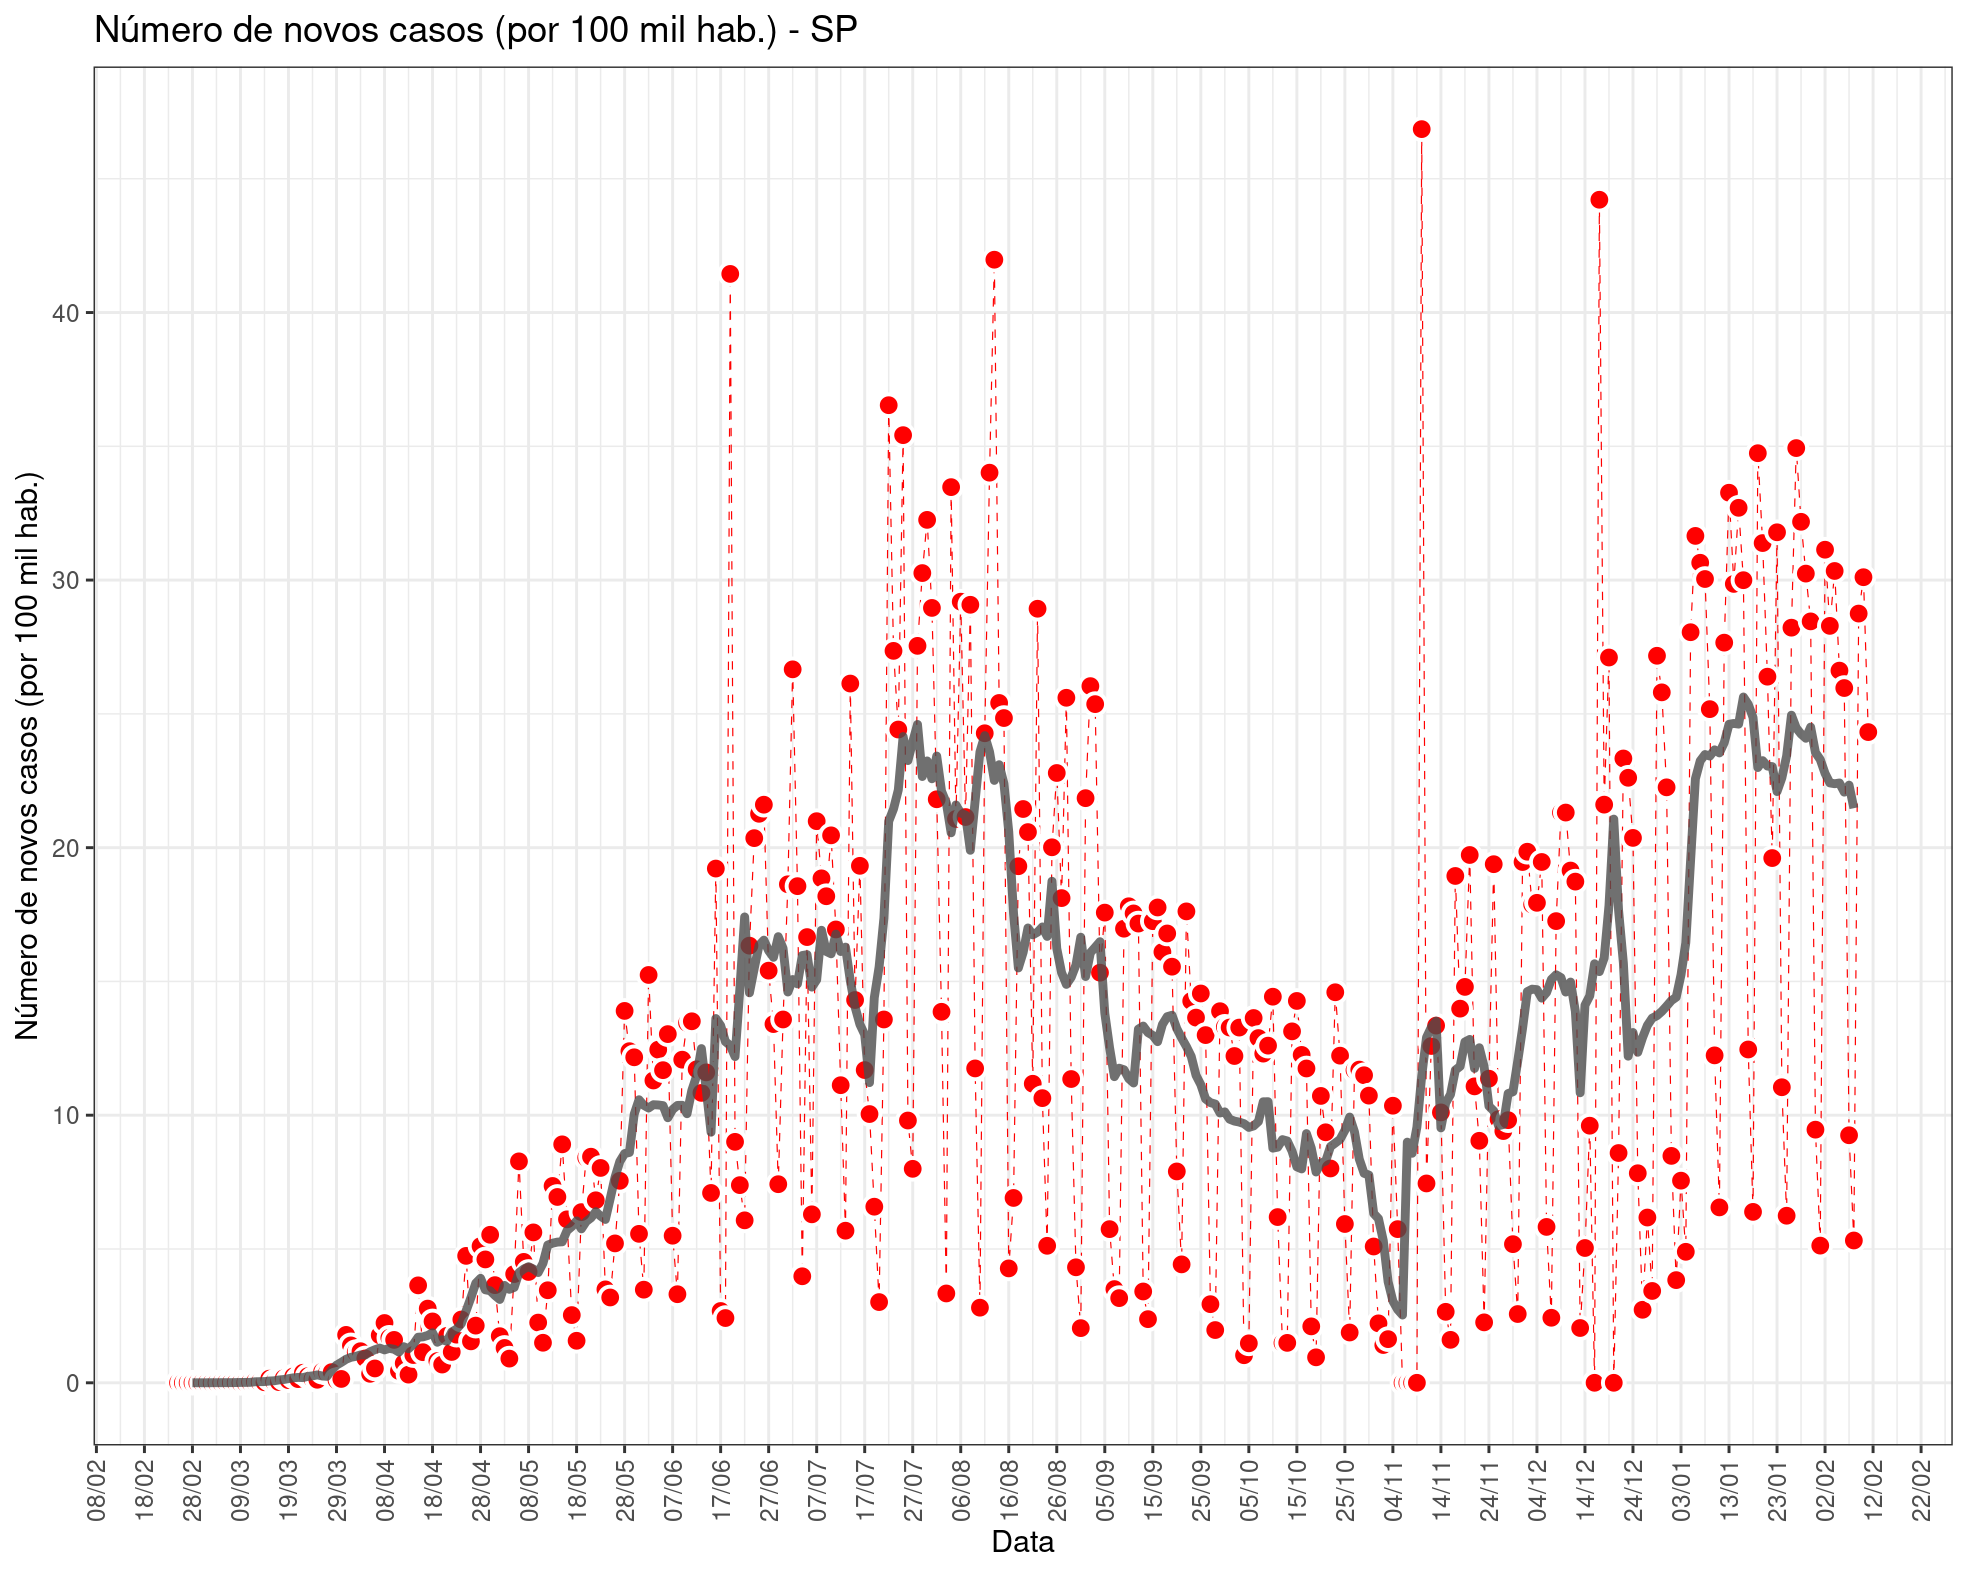 Número de novos casos (por 100 mil hab.) - SP
Número de novos casos (por 100 mil hab.)
40
30
20
10
0
08/02 18/02 28/02 09/03 19/03 29/03 08/04 18/04 28/04 08/05 18/05 28/05 07/06 17/06 27/06 07/07 17/07 27/07 06/08 16/08 26/08 05/09 15/09 25/09 05/10 15/10 25/10 04/11 14/11 24/11 04/12 14/12 24/12 03/01 13/01 23/01 02/02 12/02 22/02
Data